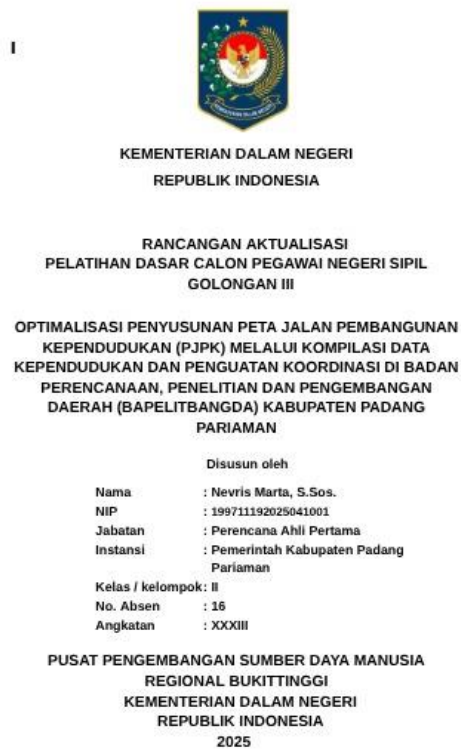 I
KEMENTERIAN DALAM NEGERI
REPUBLIK INDONESIA
RANCANGAN AKTUALISASI
PELATIHAN DASAR CALON PEGAWAI NEGERI SIPIL
GOLONGAN III
OPTIMALISASI PENYUSUNAN PETA JALAN PEMBANGUNAN
KEPENDUDUKAN (PJPK) MELALUI KOMPILASI DATA
KEPENDUDUKAN DAN PENGUATAN KOORDINASI DI BADAN
PERENCANAAN, PENELITIAN DAN PENGEMBANGAN
DAERAH (BAPELITBANGDA) KABUPATEN PADANG
PARIAMAN
Disusun oleh
Nama : Nevris Marta, S.Sos.
NIP : 199711192025041001
Jabatan : Perencana Ahli Pertama
Instansi : Pemerintah Kabupaten Padang
Pariaman
Kelas / kelompok: II
No. Absen : 16
Angkatan : XXXIII
PUSAT PENGEMBANGAN SUMBER DAYA MANUSIA
REGIONAL BUKITTINGGI
KEMENTERIAN DALAM NEGERI
REPUBLIK INDONESIA
2025